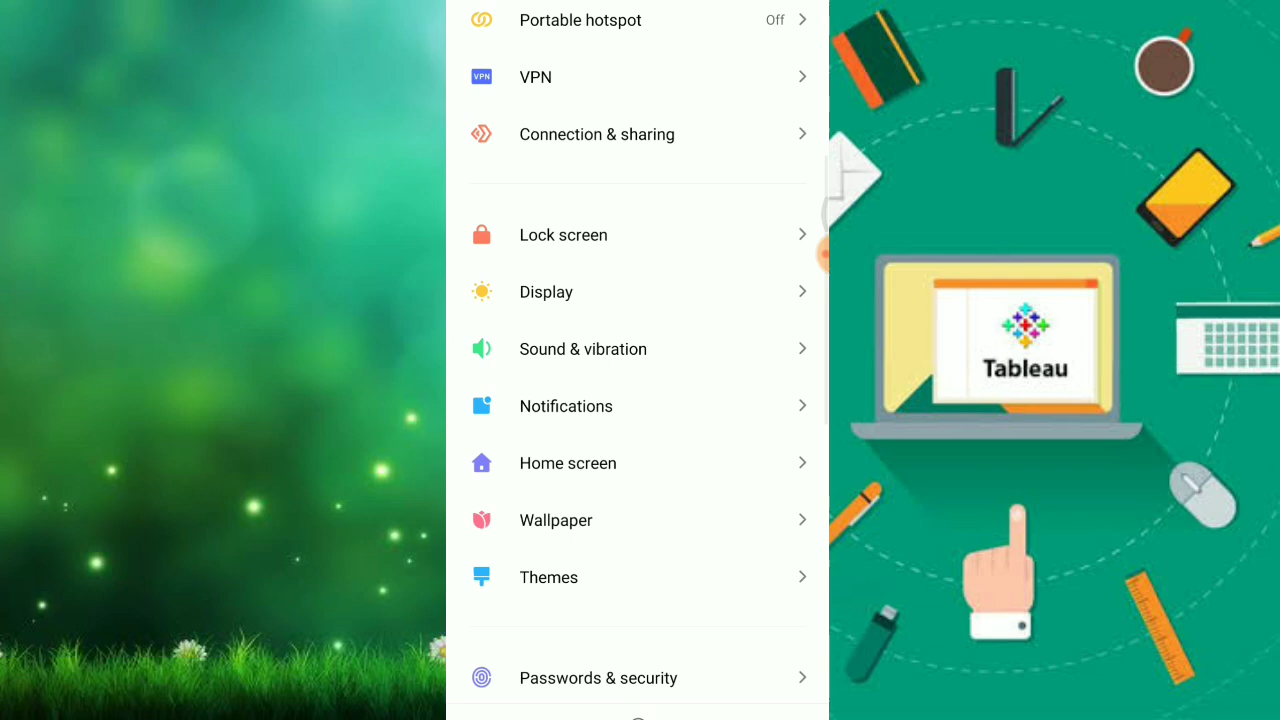 Portable hotspot Off
VPN VPN
Connection & sharing
Lock screen
Display
Sound & vibration
Notifications
Home screen
Wallpaper
Themes
Passwords & security
Tableau